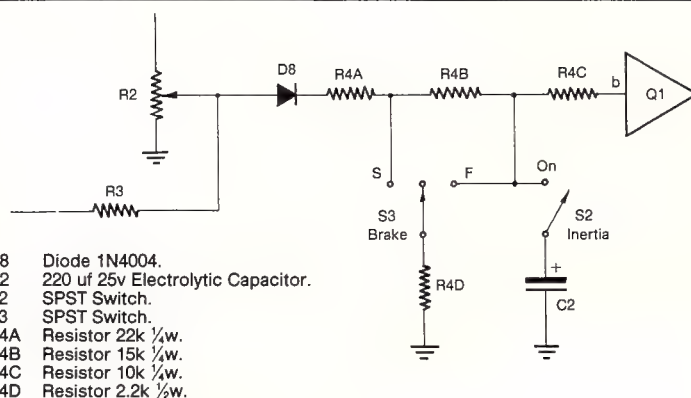 D8
R4A
R4B
R4C
b
Q1
R2
S
F
On
R3
S3
Brake
S2
Inertia
R4D
+
C2
8 Diode 1N4004.
2 220 uf 25v Electrolytic Capacitor.
2 SPST Switch.
3 SPST Switch.
4A Resistor 22k ¼w.
4B Resistor 15k ¼w.
4C Resistor 10k ¼w.
4D Resistor 2.2k ½w.